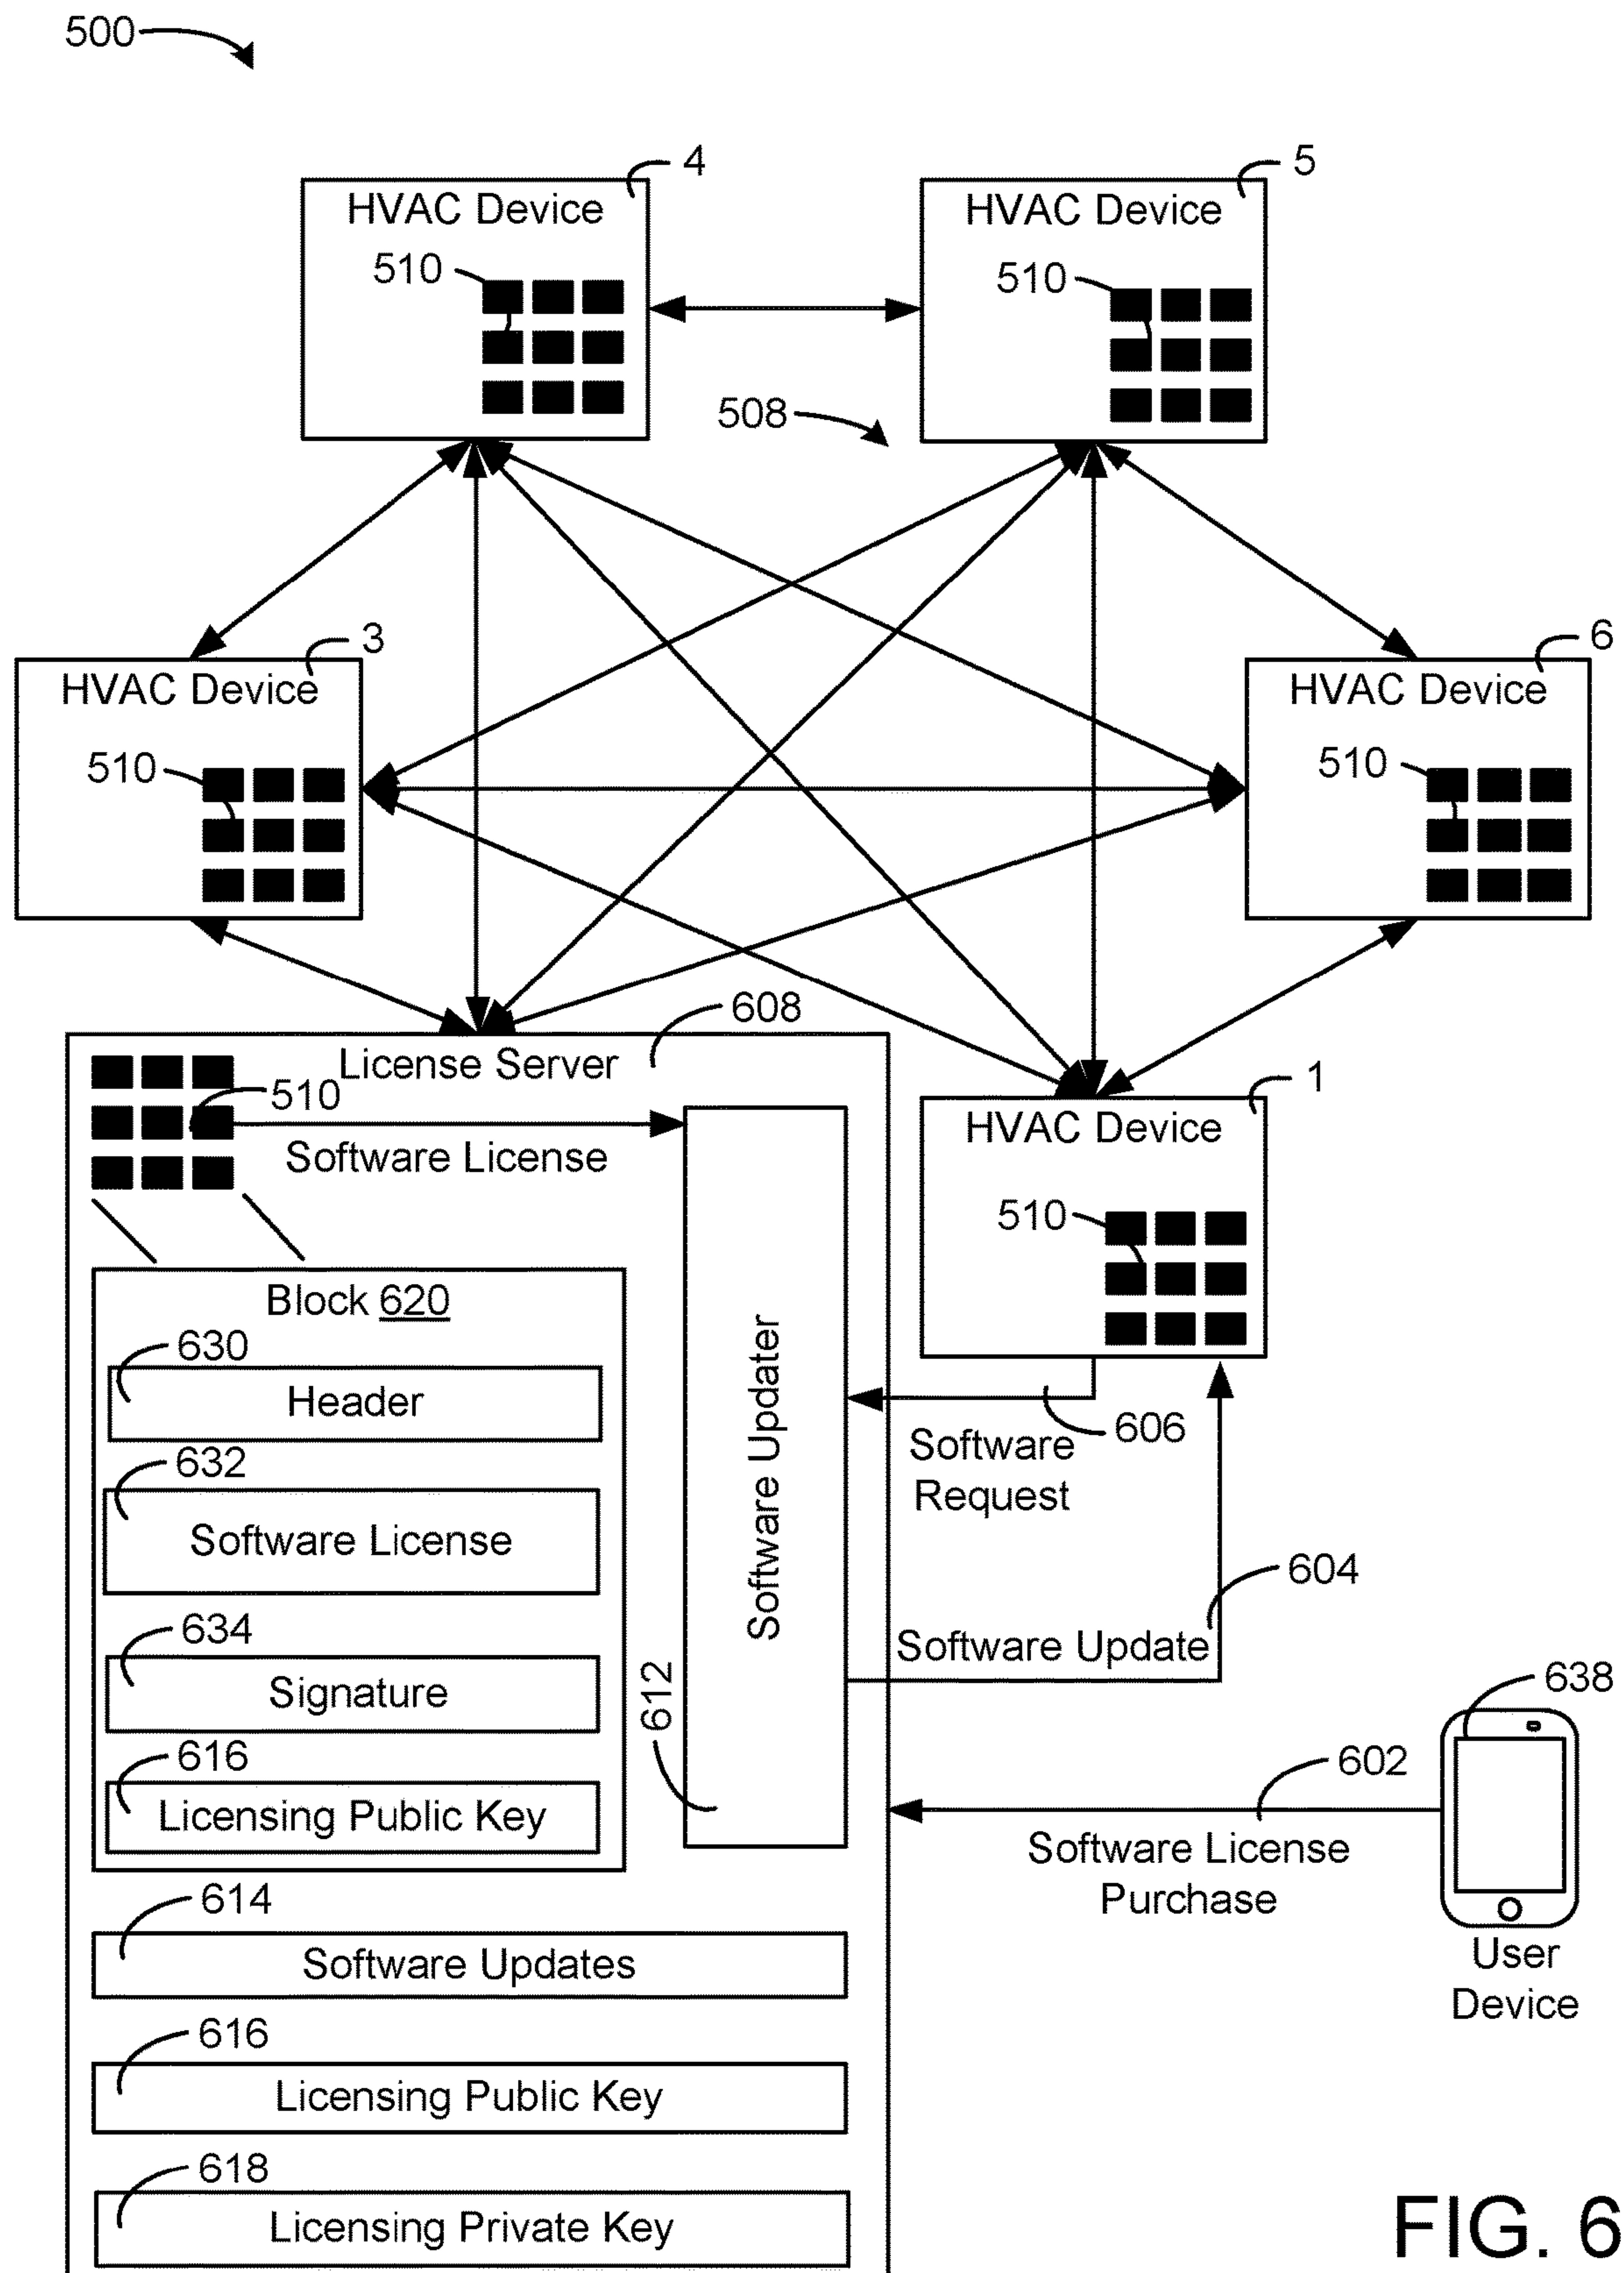 500
4
HVAC Device
510
5
HVAC Device
510
508
3
HVAC Device
510
6
HVAC Device
510
608
License Server
510
Software License
1
HVAC Device
510
Block 620
630
Header
632
Software License
634
Signature
616
Licensing Public Key
Software Updater
612
606
Software
Request
604
Software Update
638
602
Software License
Purchase
User
Device
614
Software Updates
616
Licensing Public Key
618
Licensing Private Key
FIG. 6